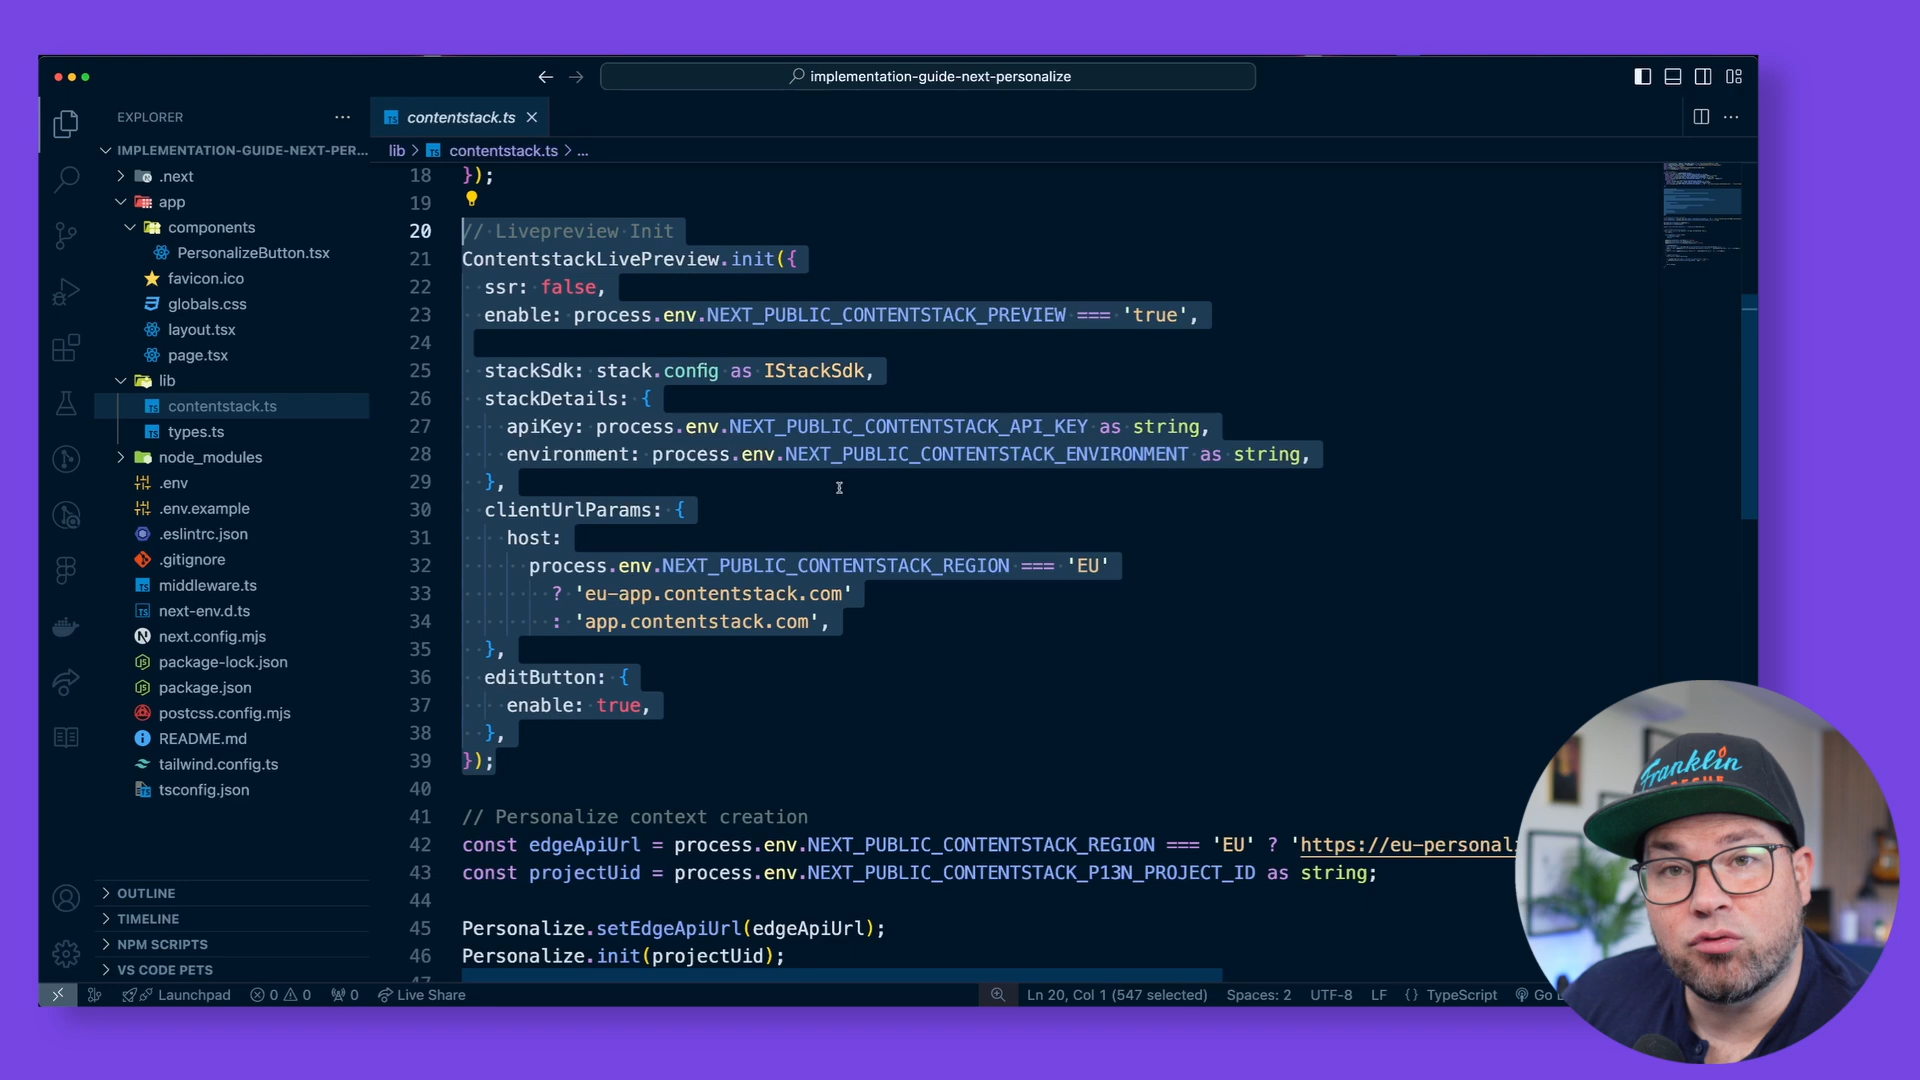 implementation-guide-next-personalize
EXPLORER
contentstack.ts
IMPLEMENTATION-GUIDE-NEXT-PER...
lib > contentstack.ts > ...
.next
app
components
PersonalizeButton.tsx
favicon.ico
globals.css
layout.tsx
page.tsx
lib
contentstack.ts
types.ts
node_modules
.env
.env.example
.eslintrc.json
.gitignore
middleware.ts
next-env.d.ts
next.config.mjs
package-lock.json
package.json
postcss.config.mjs
README.md
tailwind.config.ts
tsconfig.json
OUTLINE
TIMELINE
NPM SCRIPTS
VS CODE PETS
18 });
19
20 // Livepreview Init
21 ContentstackLivePreview.init({
22 ssr: false,
23 enable: process.env.NEXT_PUBLIC_CONTENTSTACK_PREVIEW === 'true',
24
25 stackSdk: stack.config as IStackSdk,
26 stackDetails: {
27 apiKey: process.env.NEXT_PUBLIC_CONTENTSTACK_API_KEY as string,
28 environment: process.env.NEXT_PUBLIC_CONTENTSTACK_ENVIRONMENT as string,
29 },
30 clientUrlParams: {
31 host:
32 process.env.NEXT_PUBLIC_CONTENTSTACK_REGION === 'EU'
33 ? 'eu-app.contentstack.com'
34 : 'app.contentstack.com',
35 },
36 editButton: {
37 enable: true,
38 },
39 });
40
41 // Personalize context creation
42 const edgeApiUrl = process.env.NEXT_PUBLIC_CONTENTSTACK_REGION === 'EU' ? 'https://eu-personali
43 const projectUid = process.env.NEXT_PUBLIC_CONTENTSTACK_P13N_PROJECT_ID as string;
44
45 Personalize.setEdgeApiUrl(edgeApiUrl);
46 Personalize.init(projectUid);
Launchpad 0 0 0 Live Share Ln 20, Col 1 (547 selected) Spaces: 2 UTF-8 LF {} TypeScript Go
Franklin